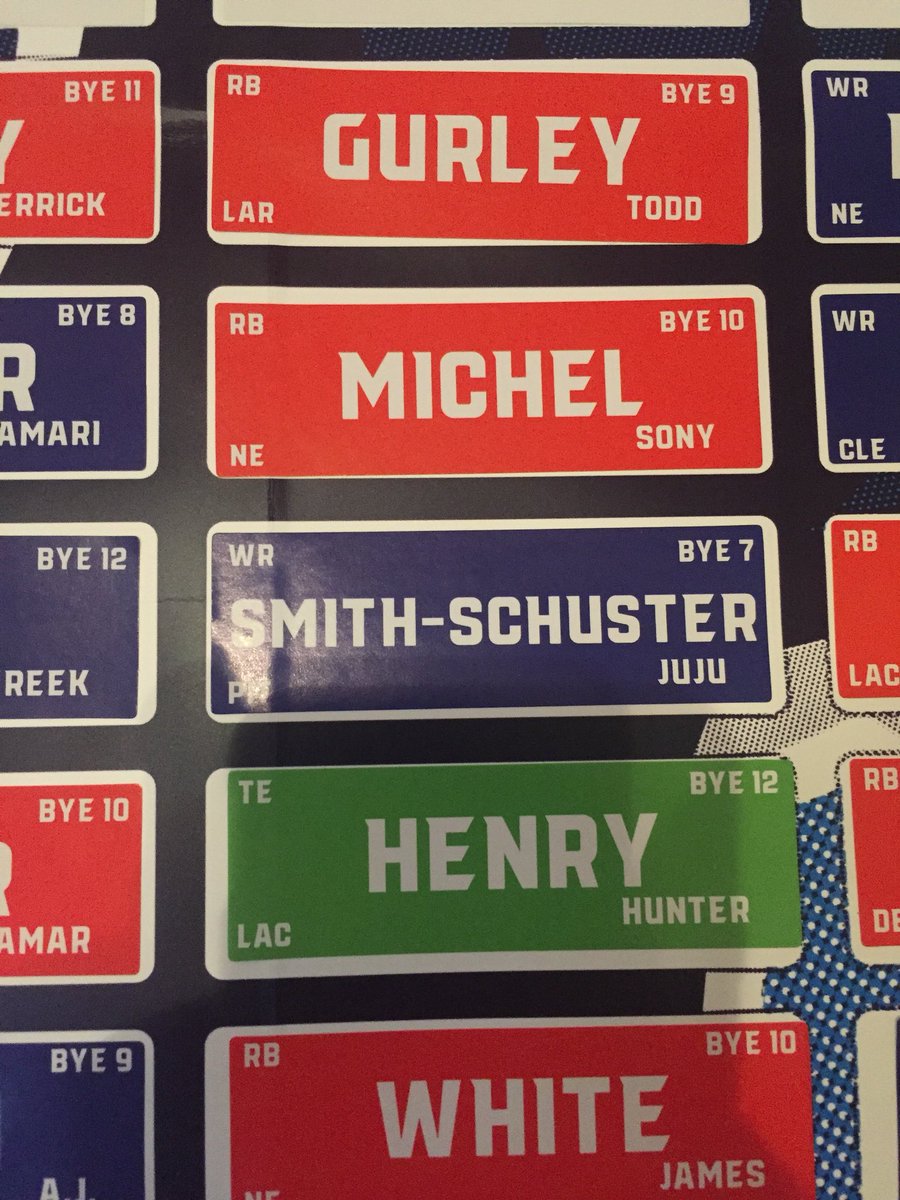 BYE 11
Y
ERRICK
RB BYE 9
GURLEY
LAR TODD
WR
NE
BYE 8
R
AMARI
RB BYE 10
MICHEL
NE SONY
WR
CLE
BYE 12
REEK
WR BYE 7
SMITH-SCHUSTER
JUJU
RB
LAC
BYE 10
R
AMAR
TE BYE 12
HENRY
LAC HUNTER
RB
DE
BYE 9
A.J.
RB BYE 10
WHITE
NE JAMES